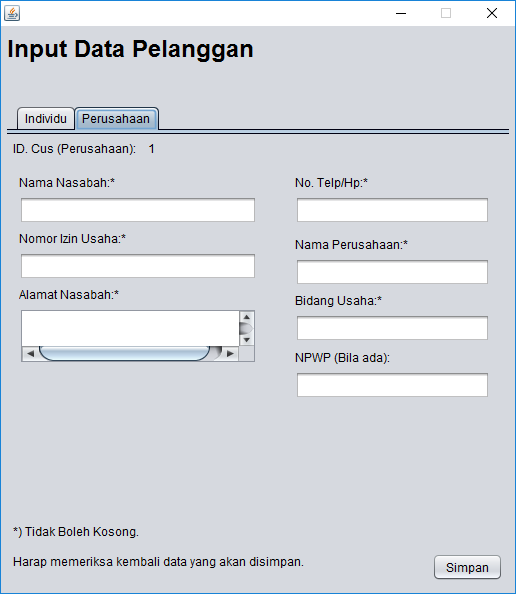 Input Data Pelanggan
Individu
Perusahaan
ID. Cus (Perusahaan): 1
Nama Nasabah:*
No. Telp/Hp:*
Nomor Izin Usaha:*
Nama Perusahaan:*
Alamat Nasabah:*
Bidang Usaha:*
NPWP (Bila ada):
*) Tidak Boleh Kosong.
Harap memeriksa kembali data yang akan disimpan.
Simpan